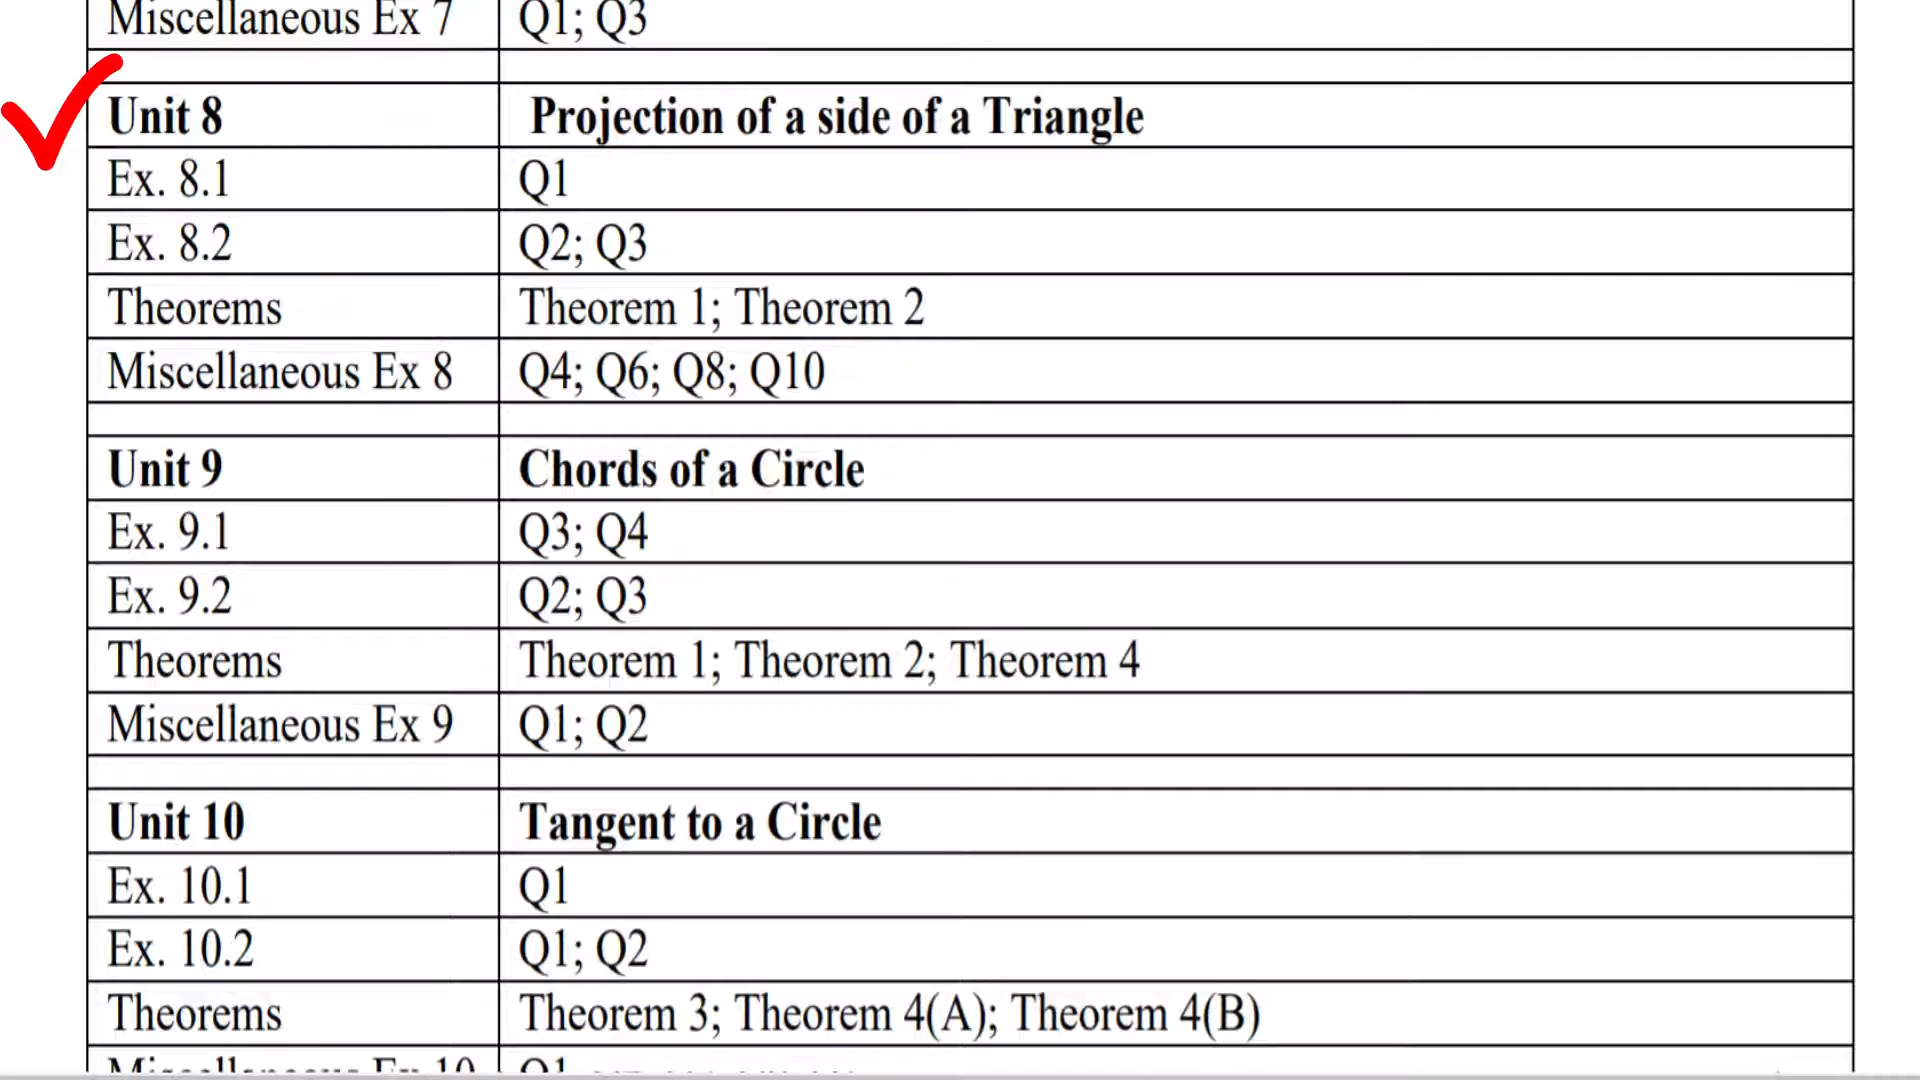 Miscellaneous Ex 7 Q1; Q3
Unit 8 Projection of a side of a Triangle
Ex. 8.1 Q1
Ex. 8.2 Q2; Q3
Theorems Theorem 1; Theorem 2
Miscellaneous Ex 8 Q4; Q6; Q8; Q10
Unit 9 Chords of a Circle
Ex. 9.1 Q3; Q4
Ex. 9.2 Q2; Q3
Theorems Theorem 1; Theorem 2; Theorem 4
Miscellaneous Ex 9 Q1; Q2
Unit 10 Tangent to a Circle
Ex. 10.1 Q1
Ex. 10.2 Q1; Q2
Theorems Theorem 3; Theorem 4(A); Theorem 4(B)
Miscellaneous Ex 10 Q1